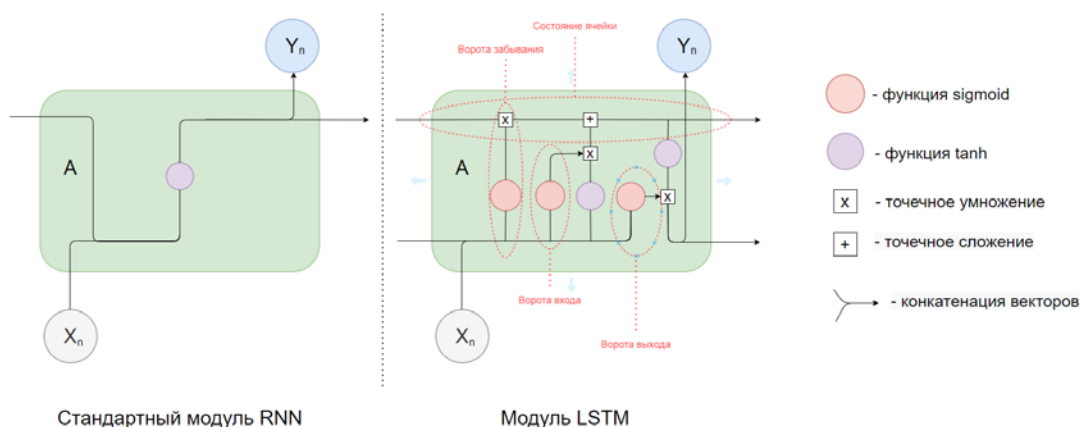 Состояние ячейки
Ворота забывания
Yn
Yn
- функция sigmoid
x
+
A
A
x
- функция tanh
x
x
- точечное умножение
+
- точечное сложение
Ворота входа
- конкатенация векторов
Xn
Xn
Ворота выхода
Стандартный модуль RNN
Модуль LSTM